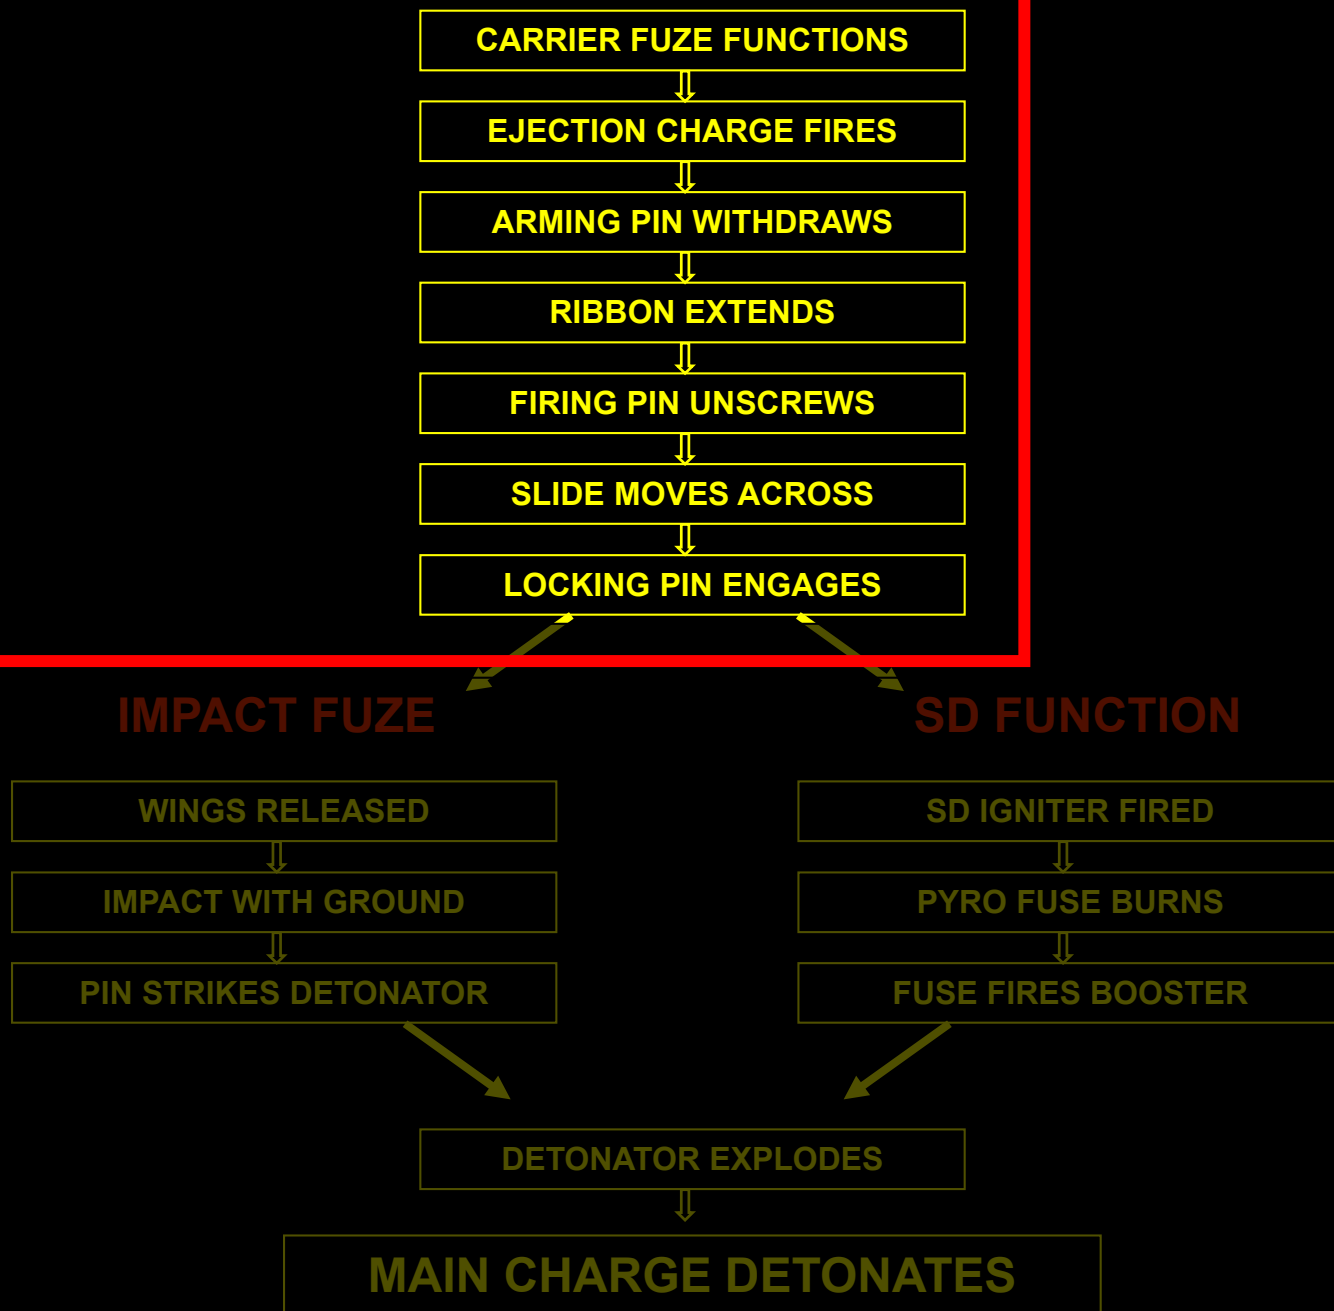 CARRIER FUZE FUNCTIONS
EJECTION CHARGE FIRES
ARMING PIN WITHDRAWS
RIBBON EXTENDS
FIRING PIN UNSCREWS
SLIDE MOVES ACROSS
LOCKING PIN ENGAGES
IMPACT FUZE
WINGS RELEASED
IMPACT WITH GROUND
PIN STRIKES DETONATOR
SD FUNCTION
SD IGNITER FIRED
PYRO FUSE BURNS
FUSE FIRES BOOSTER
DETONATOR EXPLODES
MAIN CHARGE DETONATES